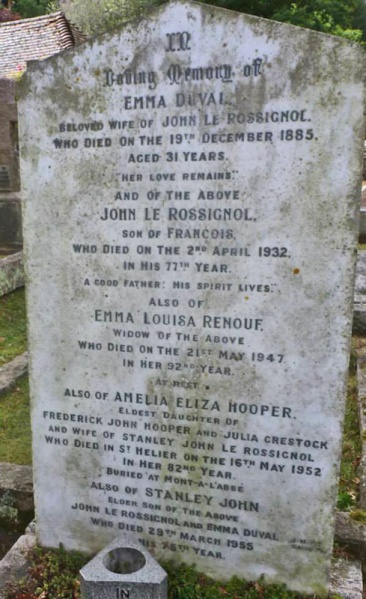 IN
Loving Memory of
EMMA DUVAL.
BELOVED WIFE OF JOHN LE ROSSIGNOL.
WHO DIED ON THE 19TH DECEMBER 1885.
AGED 31 YEARS.
"HER LOVE REMAINS"
AND OF THE ABOVE
JOHN LE ROSSIGNOL.
SON OF FRANÇOIS,
WHO DIED ON THE 2ND APRIL 1932.
IN HIS 77TH YEAR.
"A GOOD FATHER: HIS SPIRIT LIVES."
ALSO OF
EMMA LOUISA RENOUF.
WIDOW OF THE ABOVE
WHO DIED ON THE 21ST MAY 1947
IN HER 92ND YEAR.
AT REST
ALSO OF AMELIA ELIZA HOOPER.
ELDEST DAUGHTER OF
FREDERICK JOHN HOOPER AND JULIA CRESTOCK
AND WIFE OF STANLEY JOHN LE ROSSIGNOL
WHO DIED IN ST HELIER ON THE 16TH MAY 1952
IN HER 82ND YEAR.
BURIED AT MONT-A-L'ABBÉ
ALSO OF STANLEY JOHN
ELDER SON OF THE ABOVE
JOHN LE ROSSIGNOL AND EMMA DUVAL
WHO DIED 29TH MARCH 1955
HIS YEAR.
IN